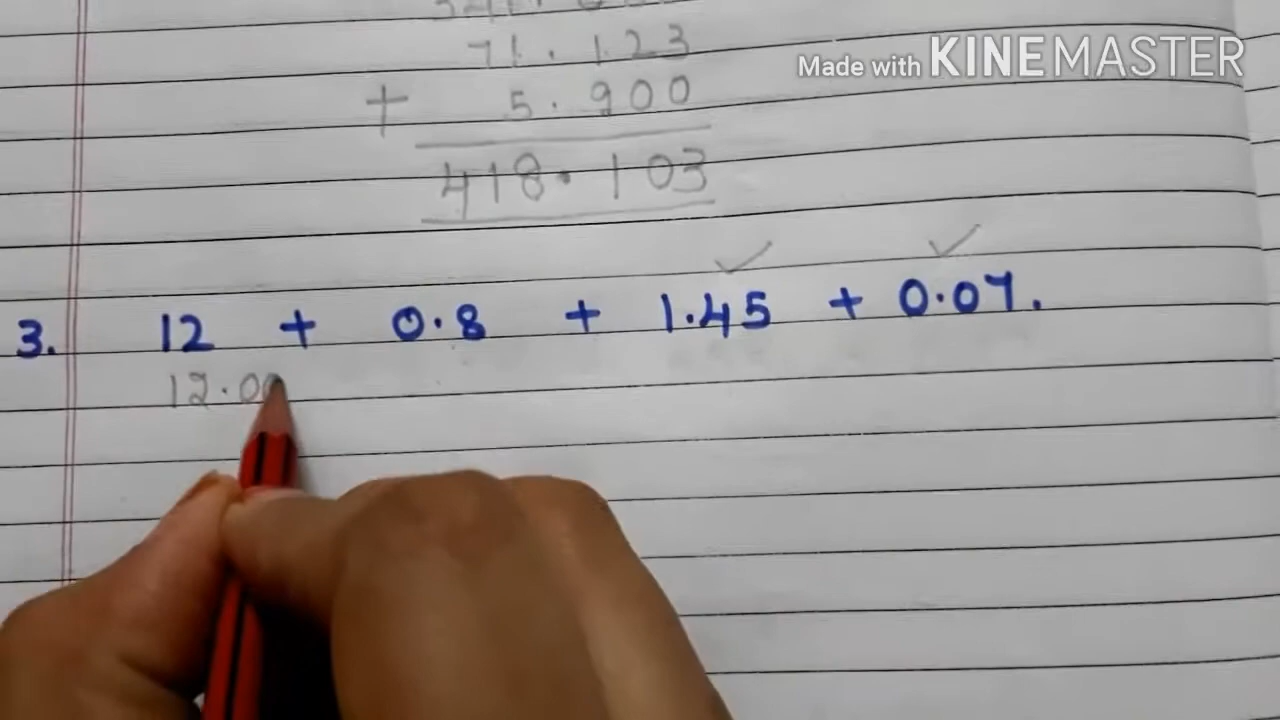 71.123
Made with KINEMASTER
+ 5.900
418.103
3. 12 + 0.8 + 1.45 + 0.07.
12.00